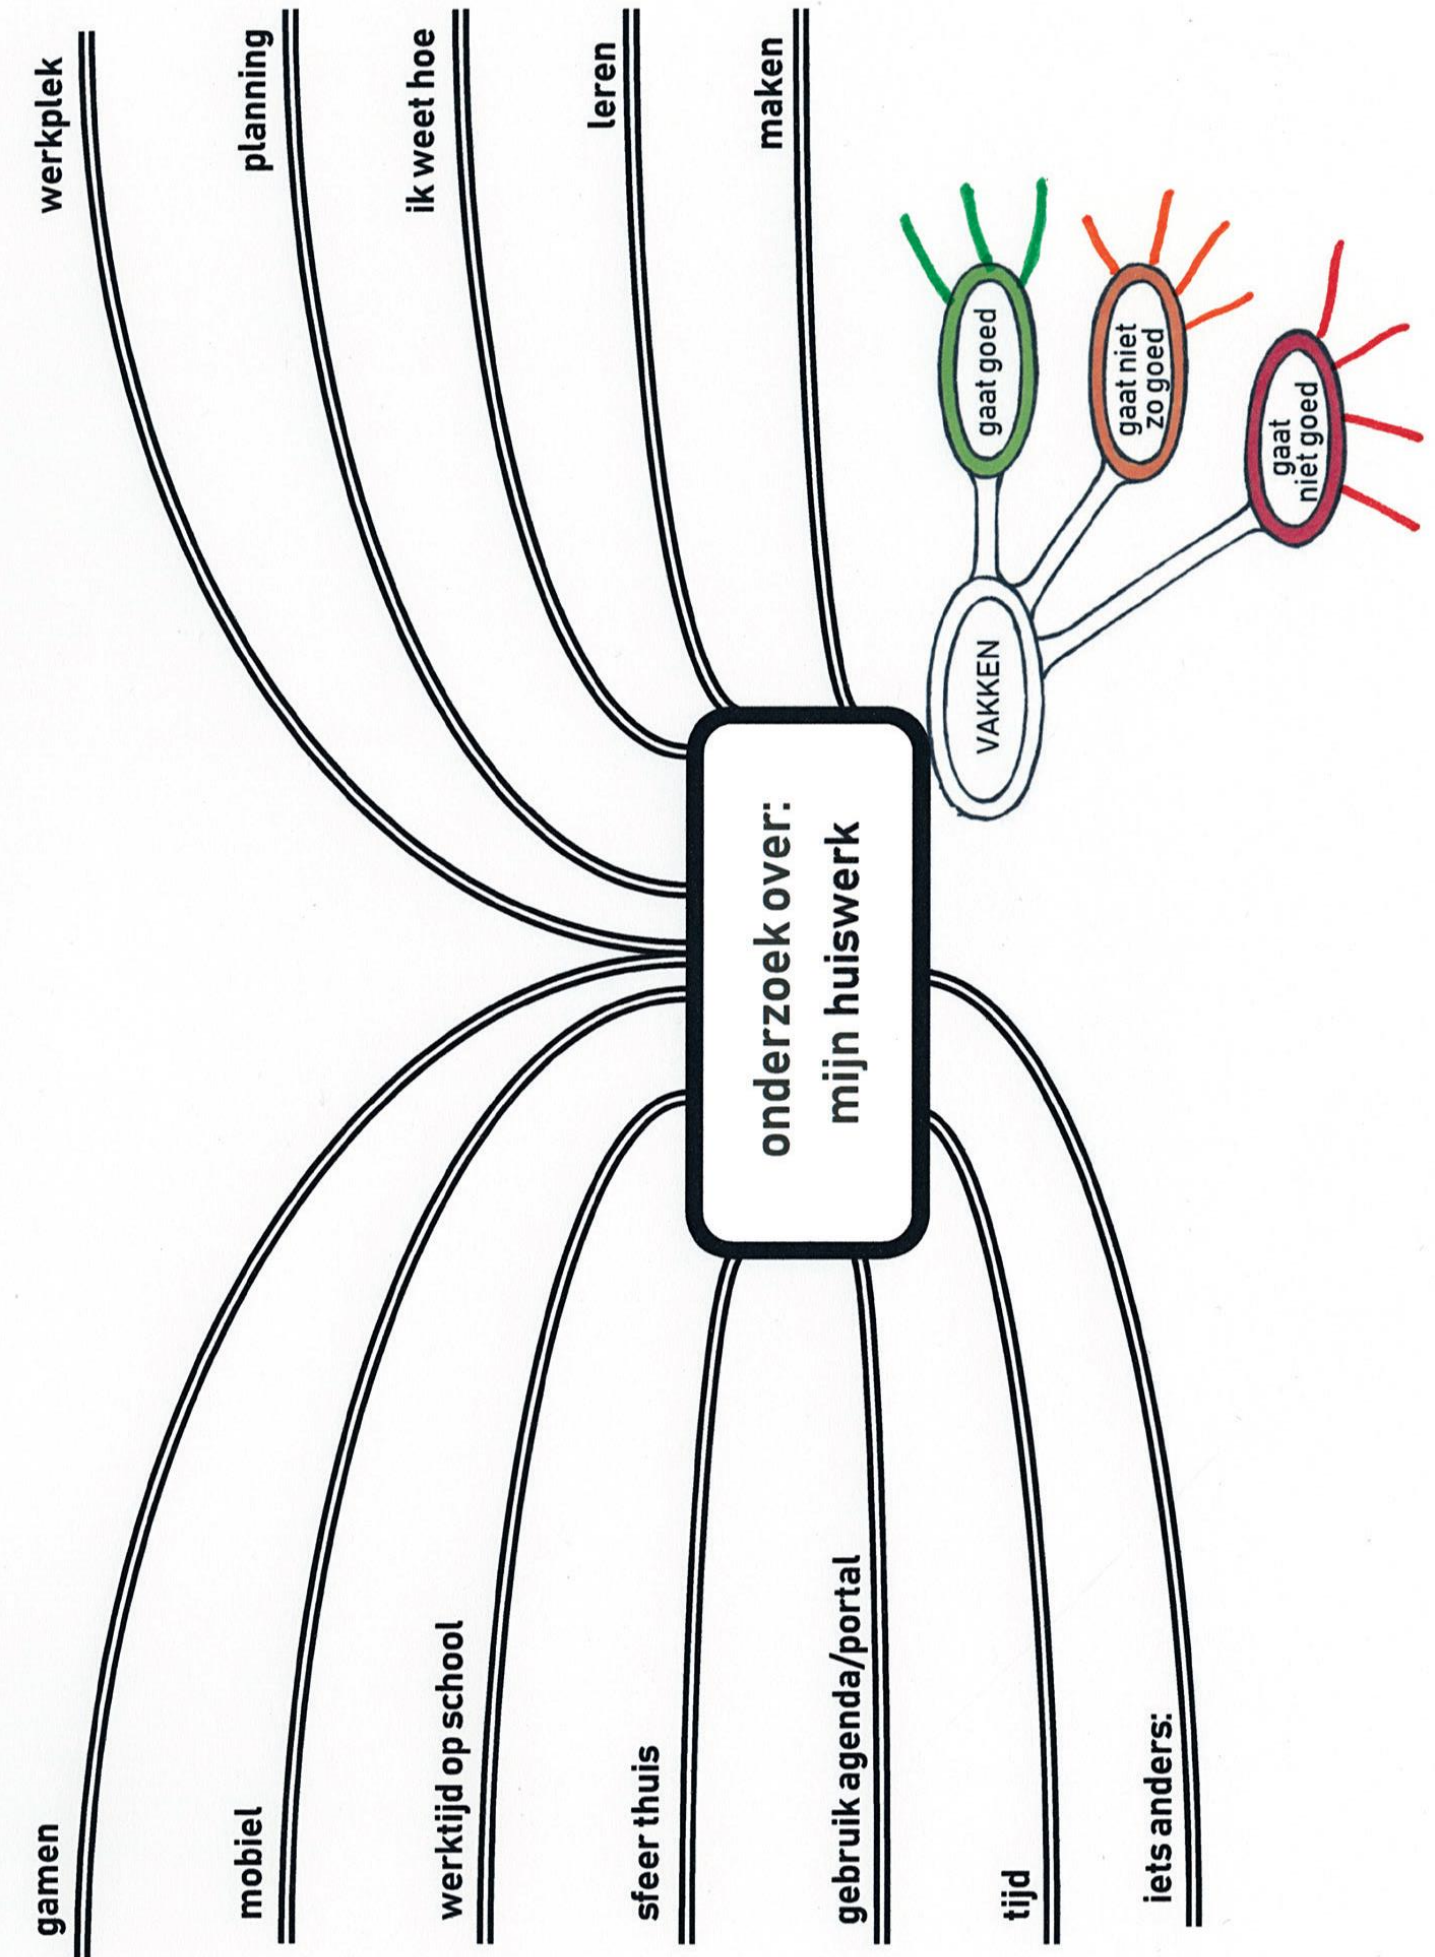 gamen
mobiel
werktijd op school
sfeer thuis
gebruik agenda/portal
tijd
iets anders:
onderzoek over:
mijn huiswerk
werkplek
planning
ik weet hoe
leren
maken
VAKKEN
gaat goed
gaat niet
zo goed
gaat
niet goed